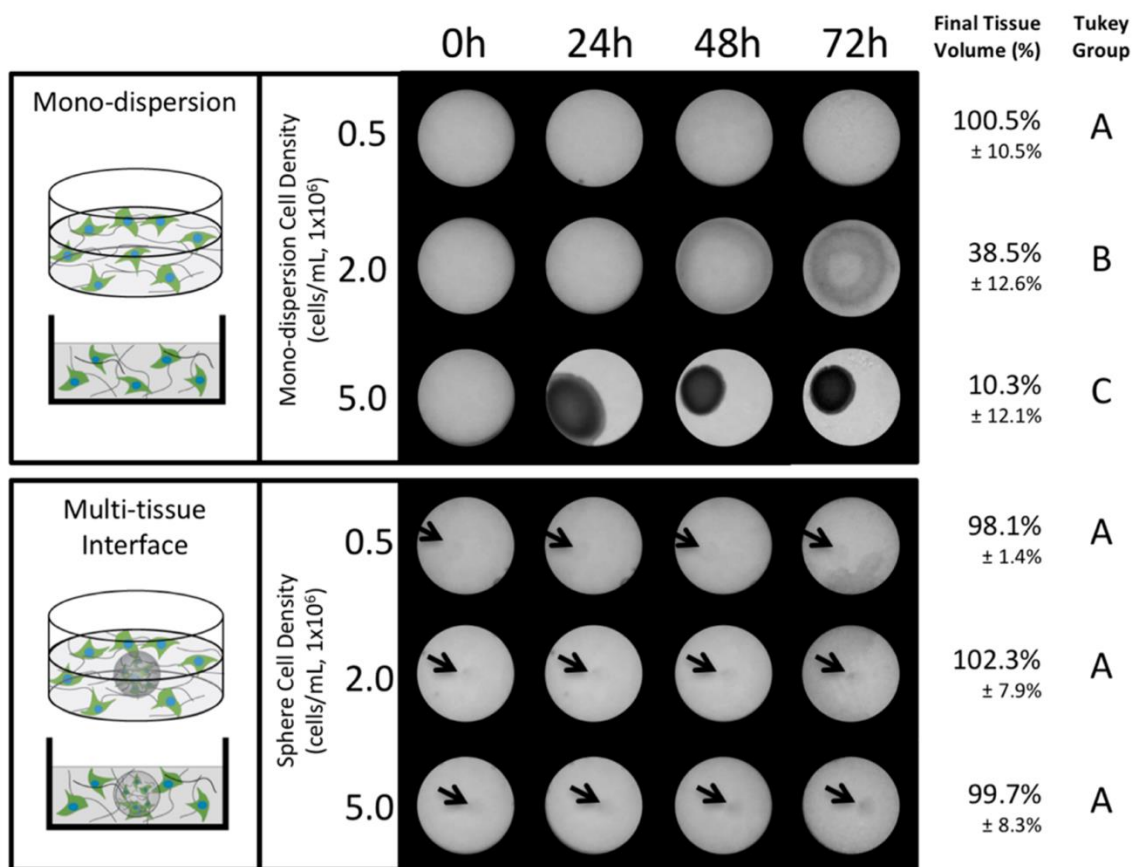 0h 24h 48h 72h
Final Tissue
Volume (%)
Tukey
Group
Mono-dispersion
Mono-dispersion Cell Density
(cells/mL, 1x10⁶)
0.5
100.5%
± 10.5%
A
2.0
38.5%
± 12.6%
B
5.0
10.3%
± 12.1%
C
Multi-tissue
Interface
Sphere Cell Density
(cells/mL, 1x10⁶)
0.5
98.1%
± 1.4%
A
2.0
102.3%
± 7.9%
A
5.0
99.7%
± 8.3%
A